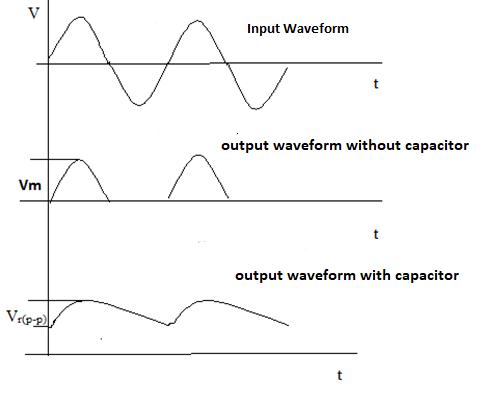 V
Input Waveform
t
output waveform without capacitor
Vm
t
output waveform with capacitor
Vr(p-p)
t